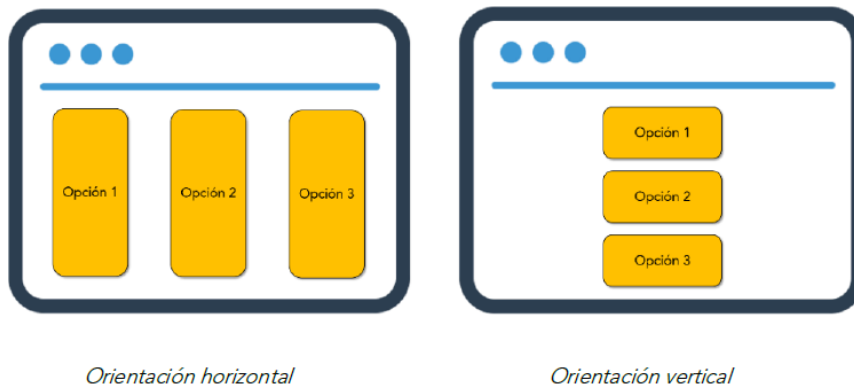 Opción 1
Opción 2
Opción 3
Opción 1
Opción 2
Opción 3
Orientación horizontal
Orientación vertical